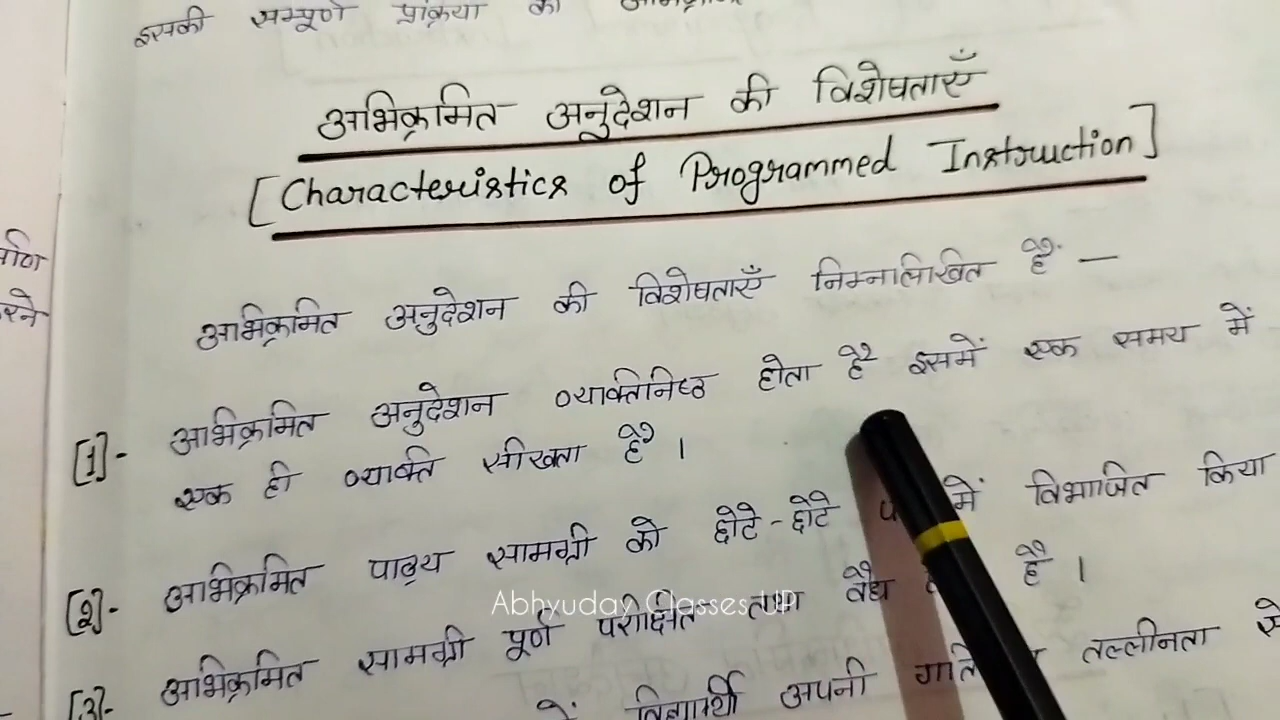 इसकी सम्पूर्ण प्रक्रिया को
अभिक्रमित अनुदेशन की विशेषताएँ
[Characteristics of Programmed Instruction]
रने
अभिक्रमित अनुदेशन की विशेषताएँ निम्नलिखित हैं —
[1]- अभिक्रमित अनुदेशन व्यक्तिनिष्ठ होता है इसमें एक समय में
एक ही व्यक्ति सीखता है ।
[2]- अभिक्रमित पाठ्य सामग्री को छोटे-छोटे में विभाजित किया
है ।
[3]- अभिक्रमित सामग्री पूर्ण परीक्षित तथा वैध
में विद्यार्थी अपनी तल्लीनता से
Abhyuday Classes UP